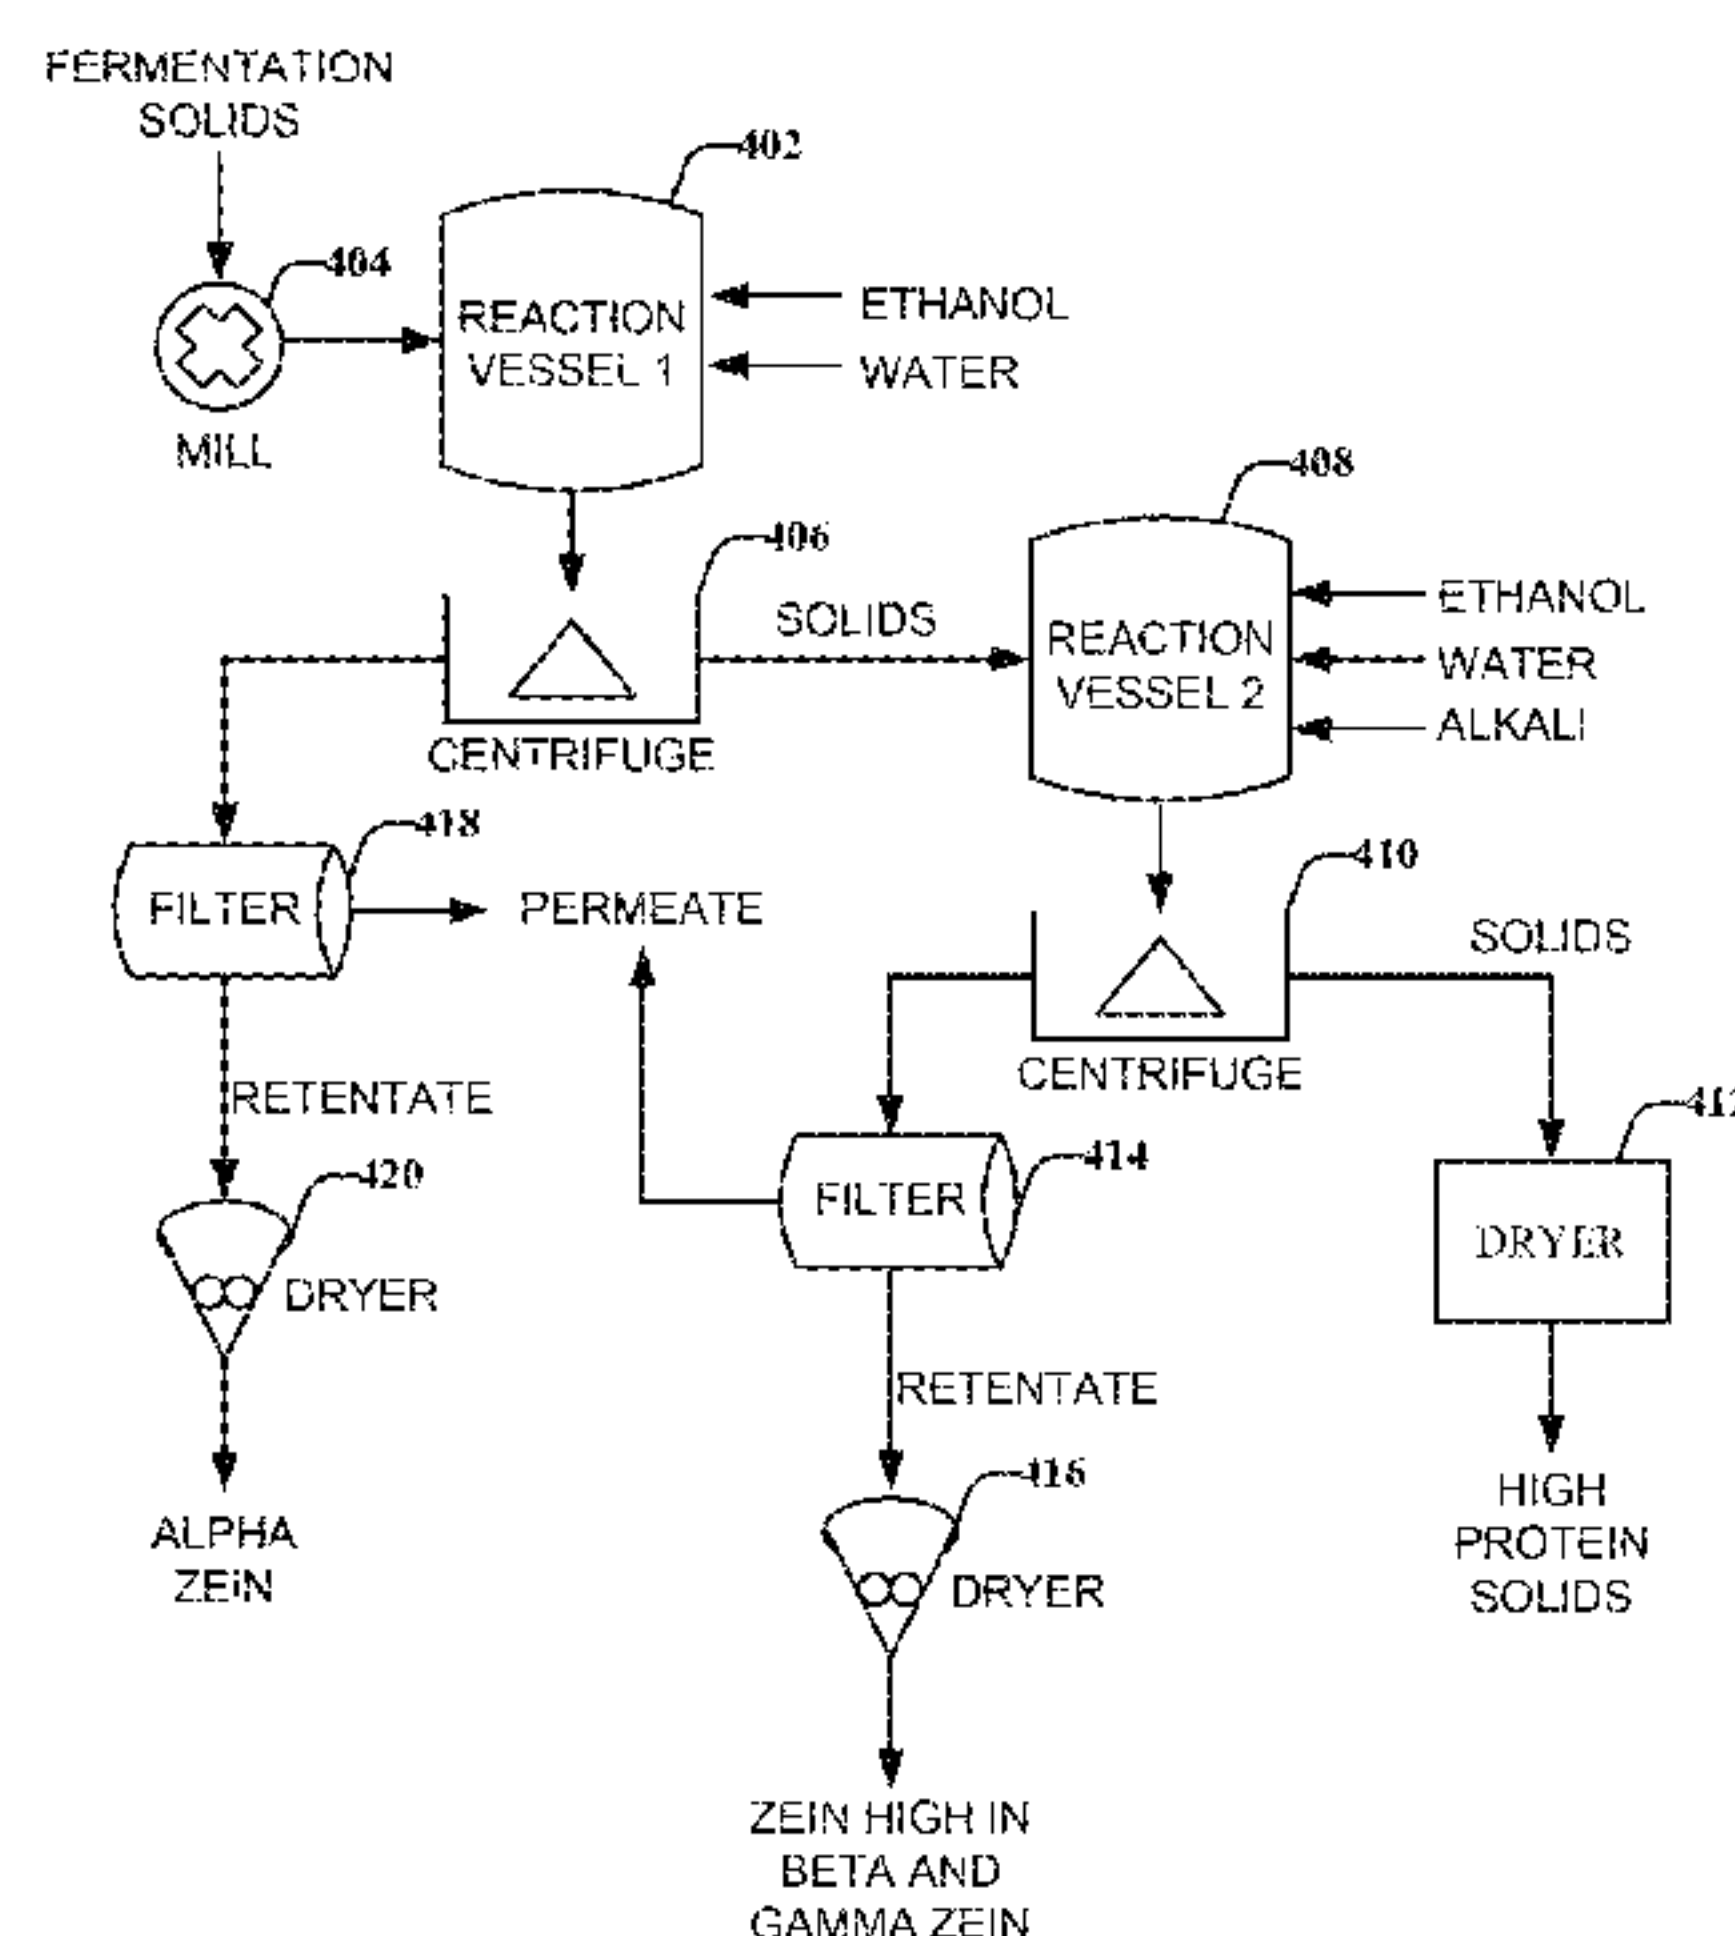 FERMENTATION
SOLIDS
402
404
REACTION
VESSEL 1
ETHANOL
WATER
MILL
408
406
SOLIDS
REACTION
VESSEL 2
ETHANOL
WATER
ALKALI
CENTRIFUGE
418
410
FILTER
PERMEATE
SOLIDS
CENTRIFUGE
RETENTATE
414
420
FILTER
DRYER
DRYER
RETENTATE
416
ALPHA
ZEIN
HIGH
PROTEIN
SOLIDS
DRYER
ZEIN HIGH IN
BETA AND
GAMMA ZEIN